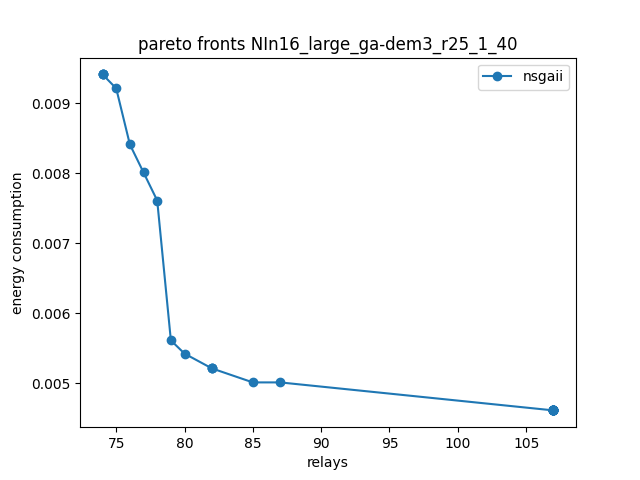 pareto fronts NIn16_large_ga-dem3_r25_1_40
nsgaii
energy consumption
0.009
0.008
0.007
0.006
0.005
75 80 85 90 95 100 105
relays